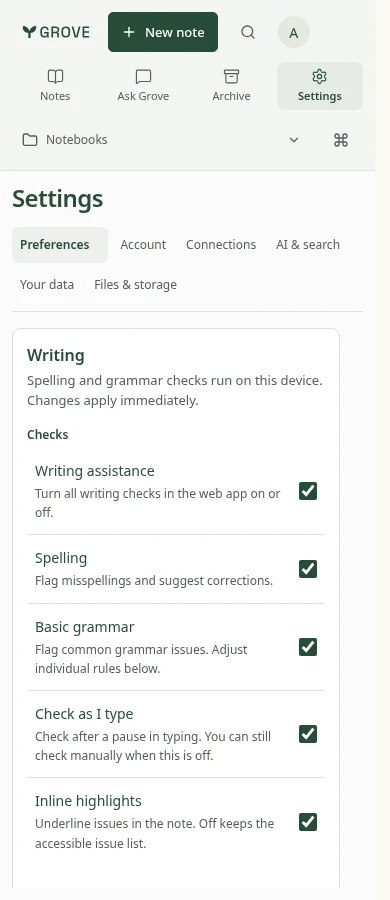 GROVE
New note
A
Notes
Ask Grove
Archive
Settings
Notebooks
Settings
Preferences
Account
Connections
AI & search
Your data
Files & storage
Writing
Spelling and grammar checks run on this device.
Changes apply immediately.
Checks
Writing assistance
Turn all writing checks in the web app on or
off.
Spelling
Flag misspellings and suggest corrections.
Basic grammar
Flag common grammar issues. Adjust
individual rules below.
Check as I type
Check after a pause in typing. You can still
check manually when this is off.
Inline highlights
Underline issues in the note. Off keeps the
accessible issue list.